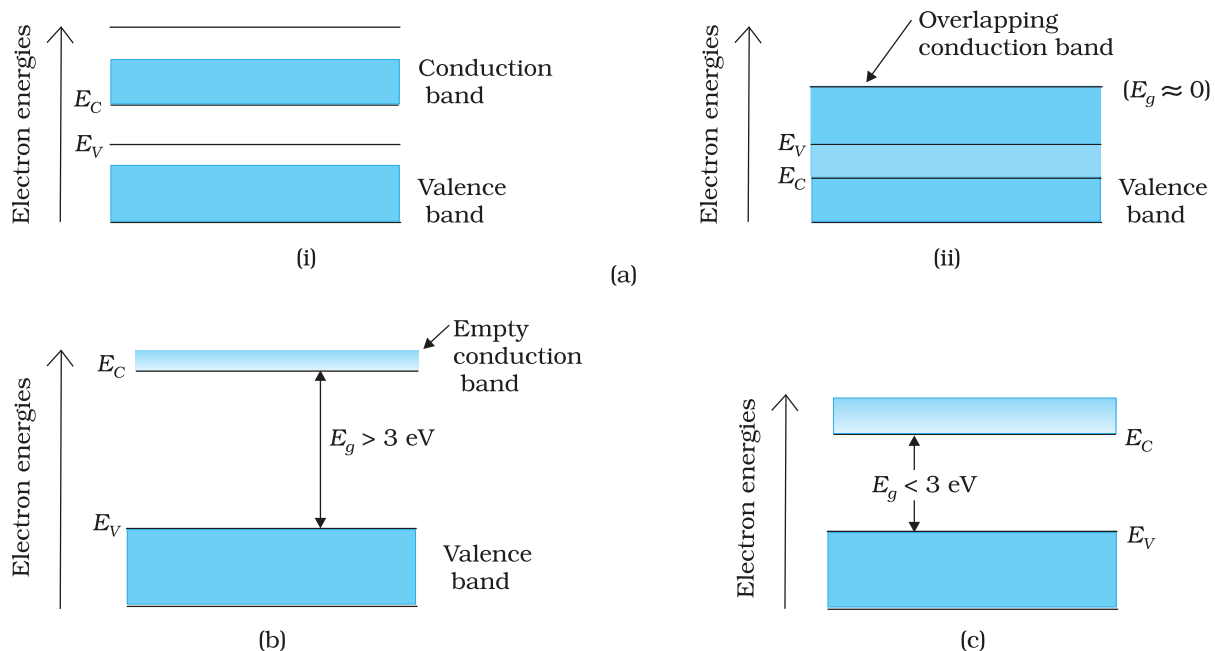 Electron energies
Conduction
band
E_C
E_V
Valence
band
(i)
Electron energies
Overlapping
conduction band
(E_g ≈ 0)
E_V
E_C
Valence
band
(ii)
(a)
Electron energies
Empty
conduction
band
E_C
E_g > 3 eV
E_V
Valence
band
(b)
Electron energies
E_C
E_g < 3 eV
E_V
(c)